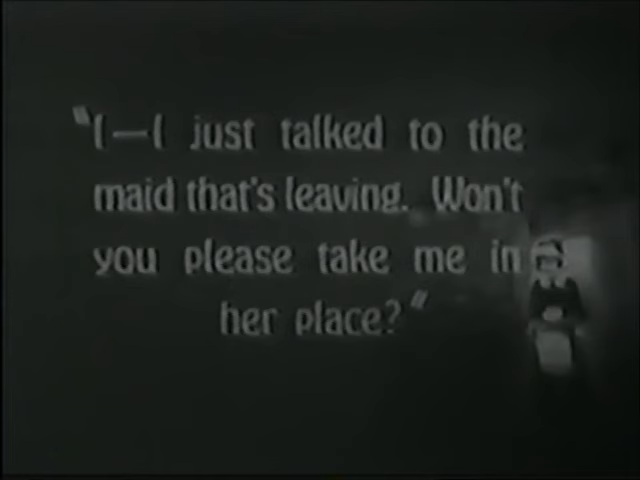 "I—I just talked to the
maid that's leaving. Won't
you please take me in
her place?"